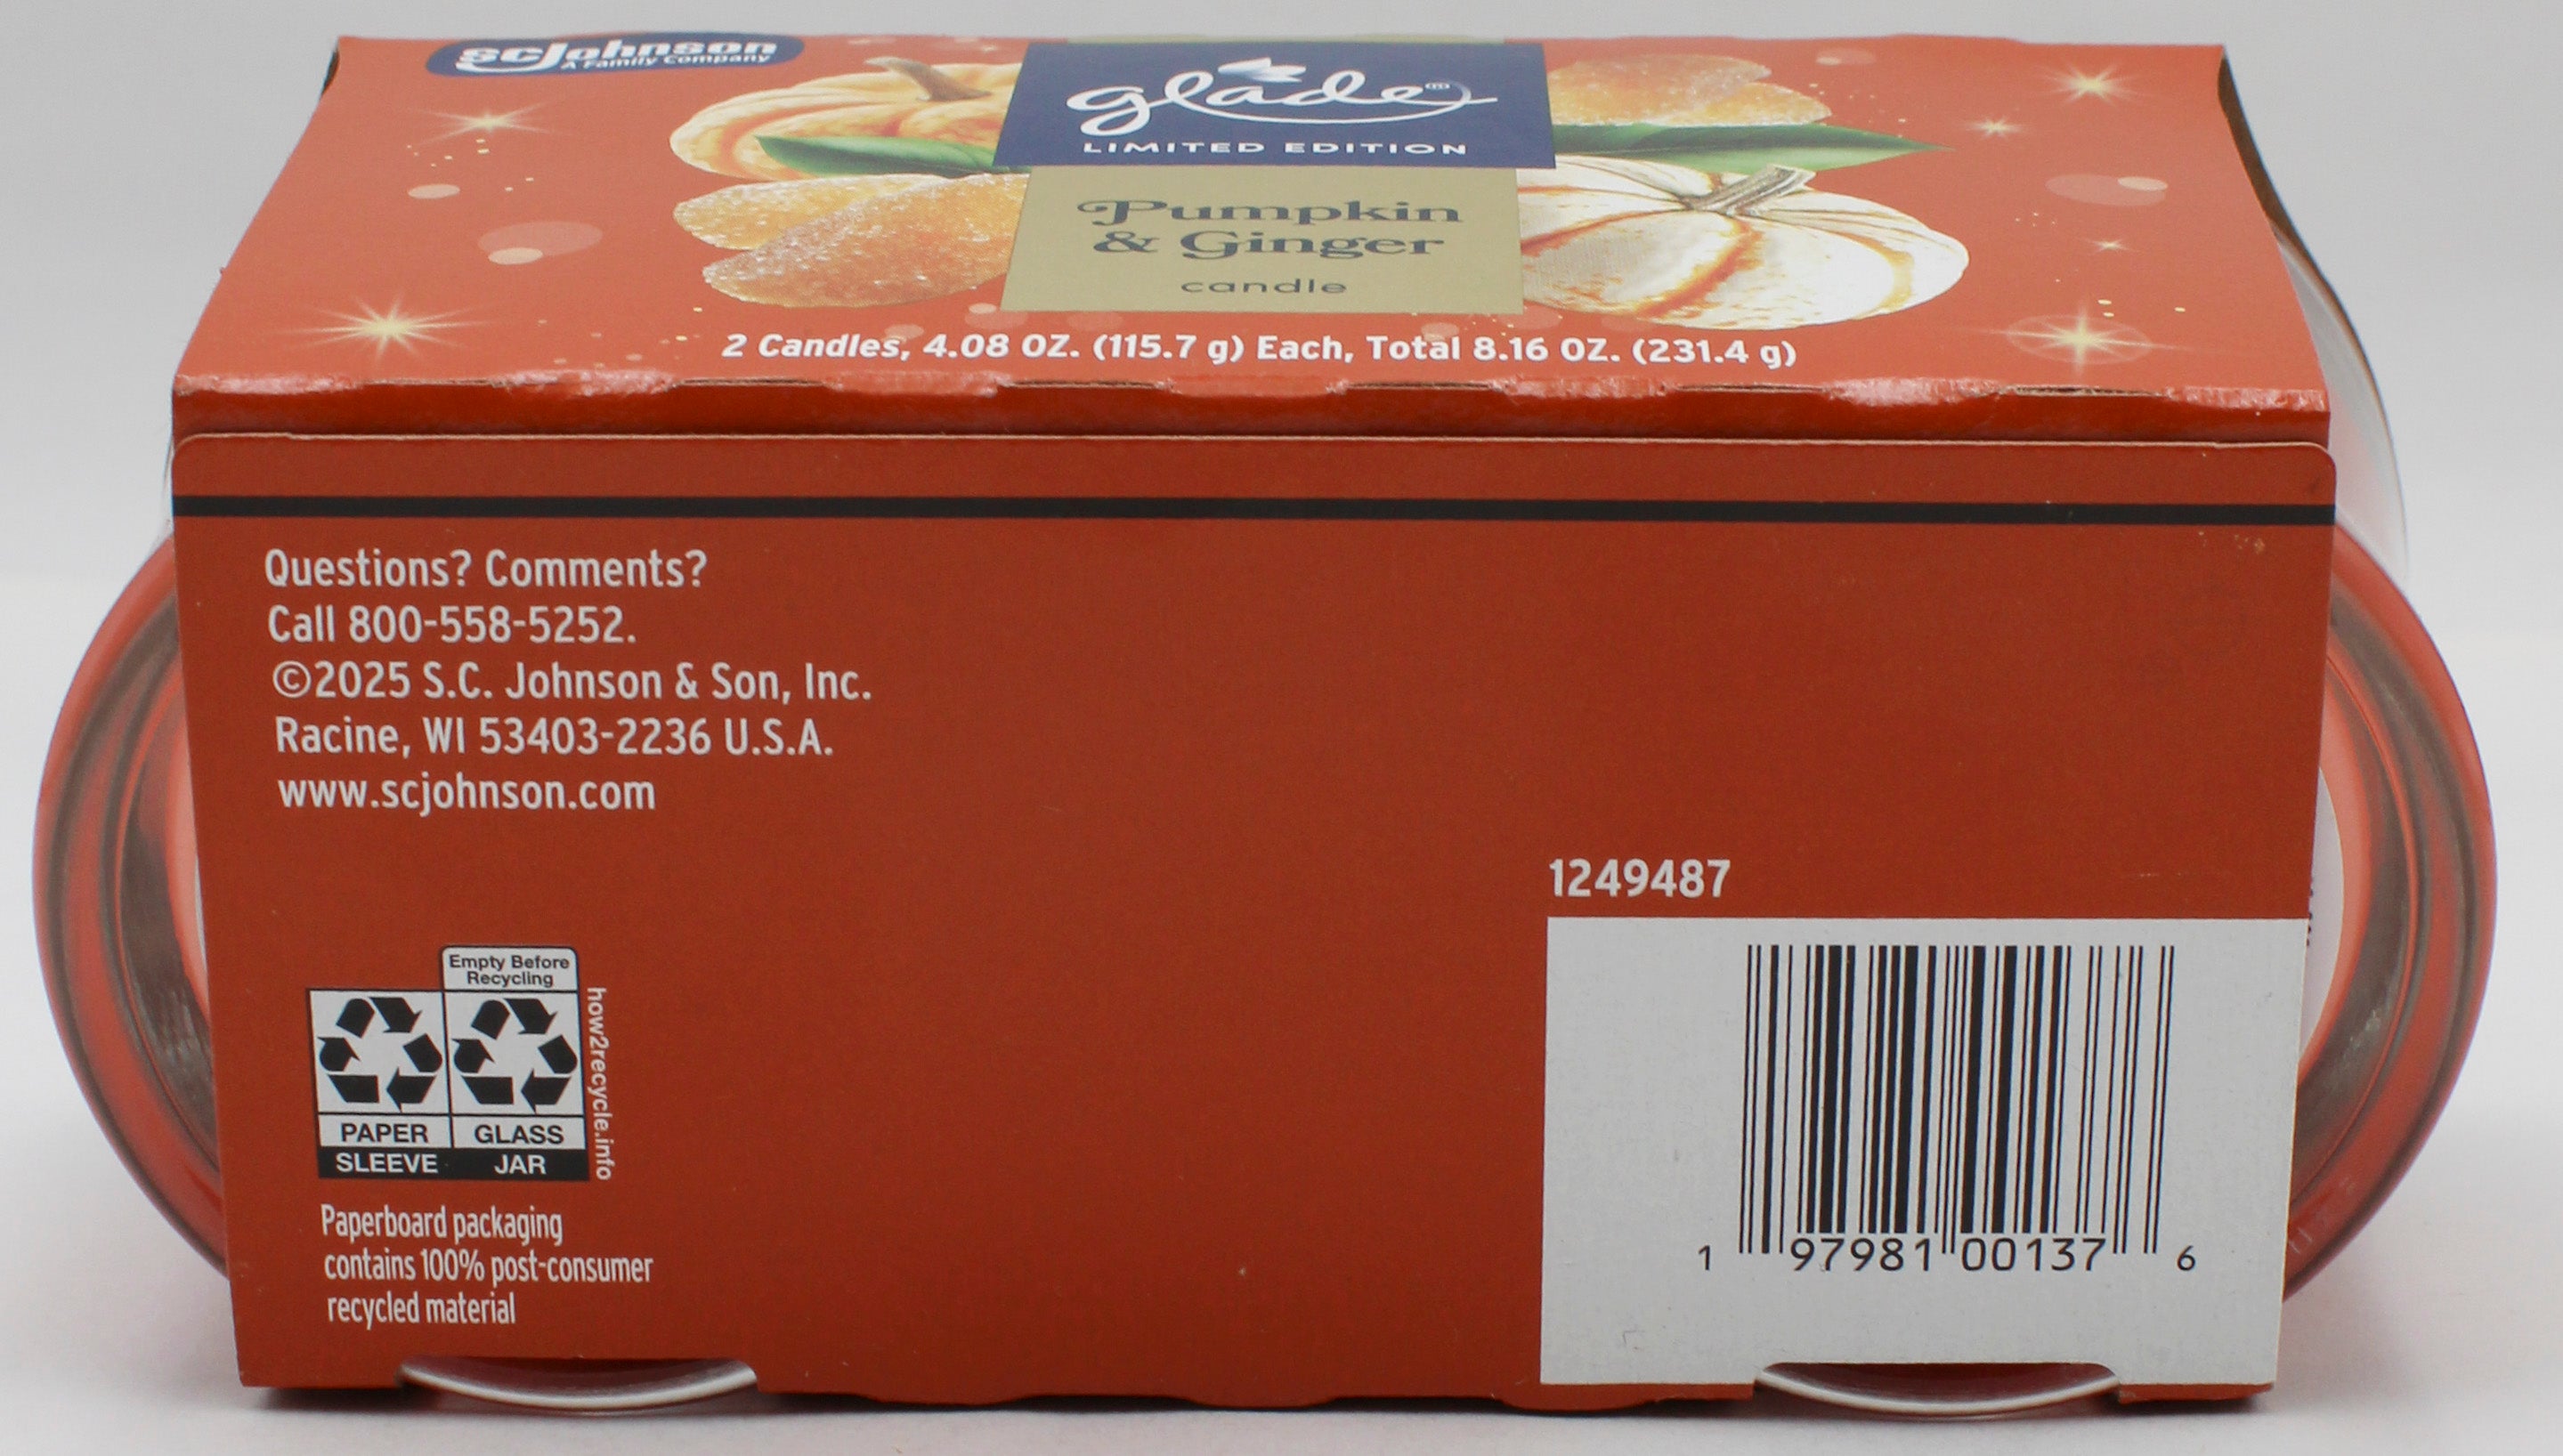 scjohnson
A Family Company
glade®
LIMITED EDITION
Pumpkin
& Ginger
candle
2 Candles, 4.08 OZ. (115.7 g) Each, Total 8.16 OZ. (231.4 g)
Questions? Comments?
Call 800-558-5252.
©2025 S.C. Johnson & Son, Inc.
Racine, WI 53403-2236 U.S.A.
www.scjohnson.com
Empty Before
Recycling
PAPER GLASS
SLEEVE JAR
how2recycle.info
Paperboard packaging
contains 100% post-consumer
recycled material
1249487
1 97981 00137 6